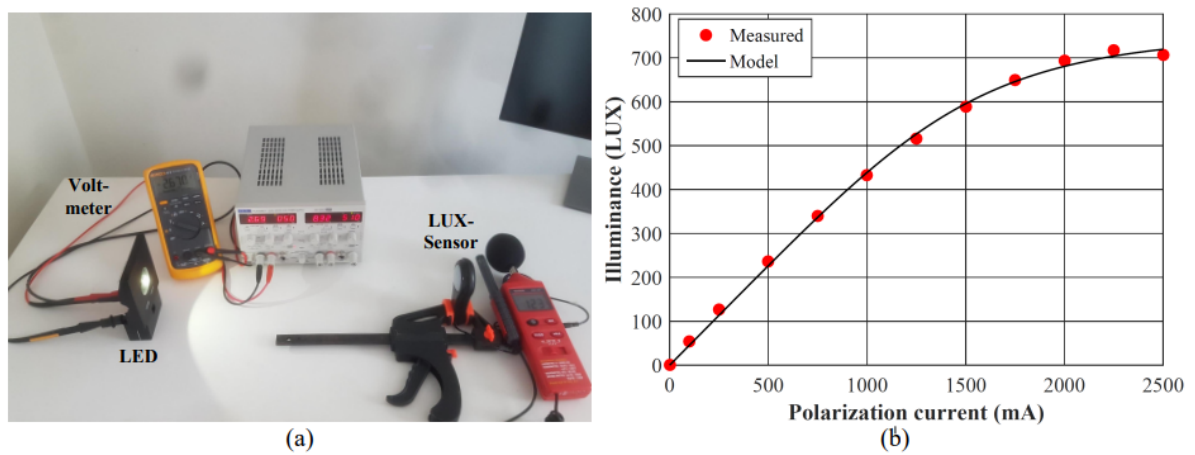 Volt-
meter
LUX-
Sensor
LED
(a)
800
700
600
500
400
300
200
100
0
Illuminance (LUX)
Measured
Model
0
500
1000
1500
2000
2500
Polarization current (mA)
(b)